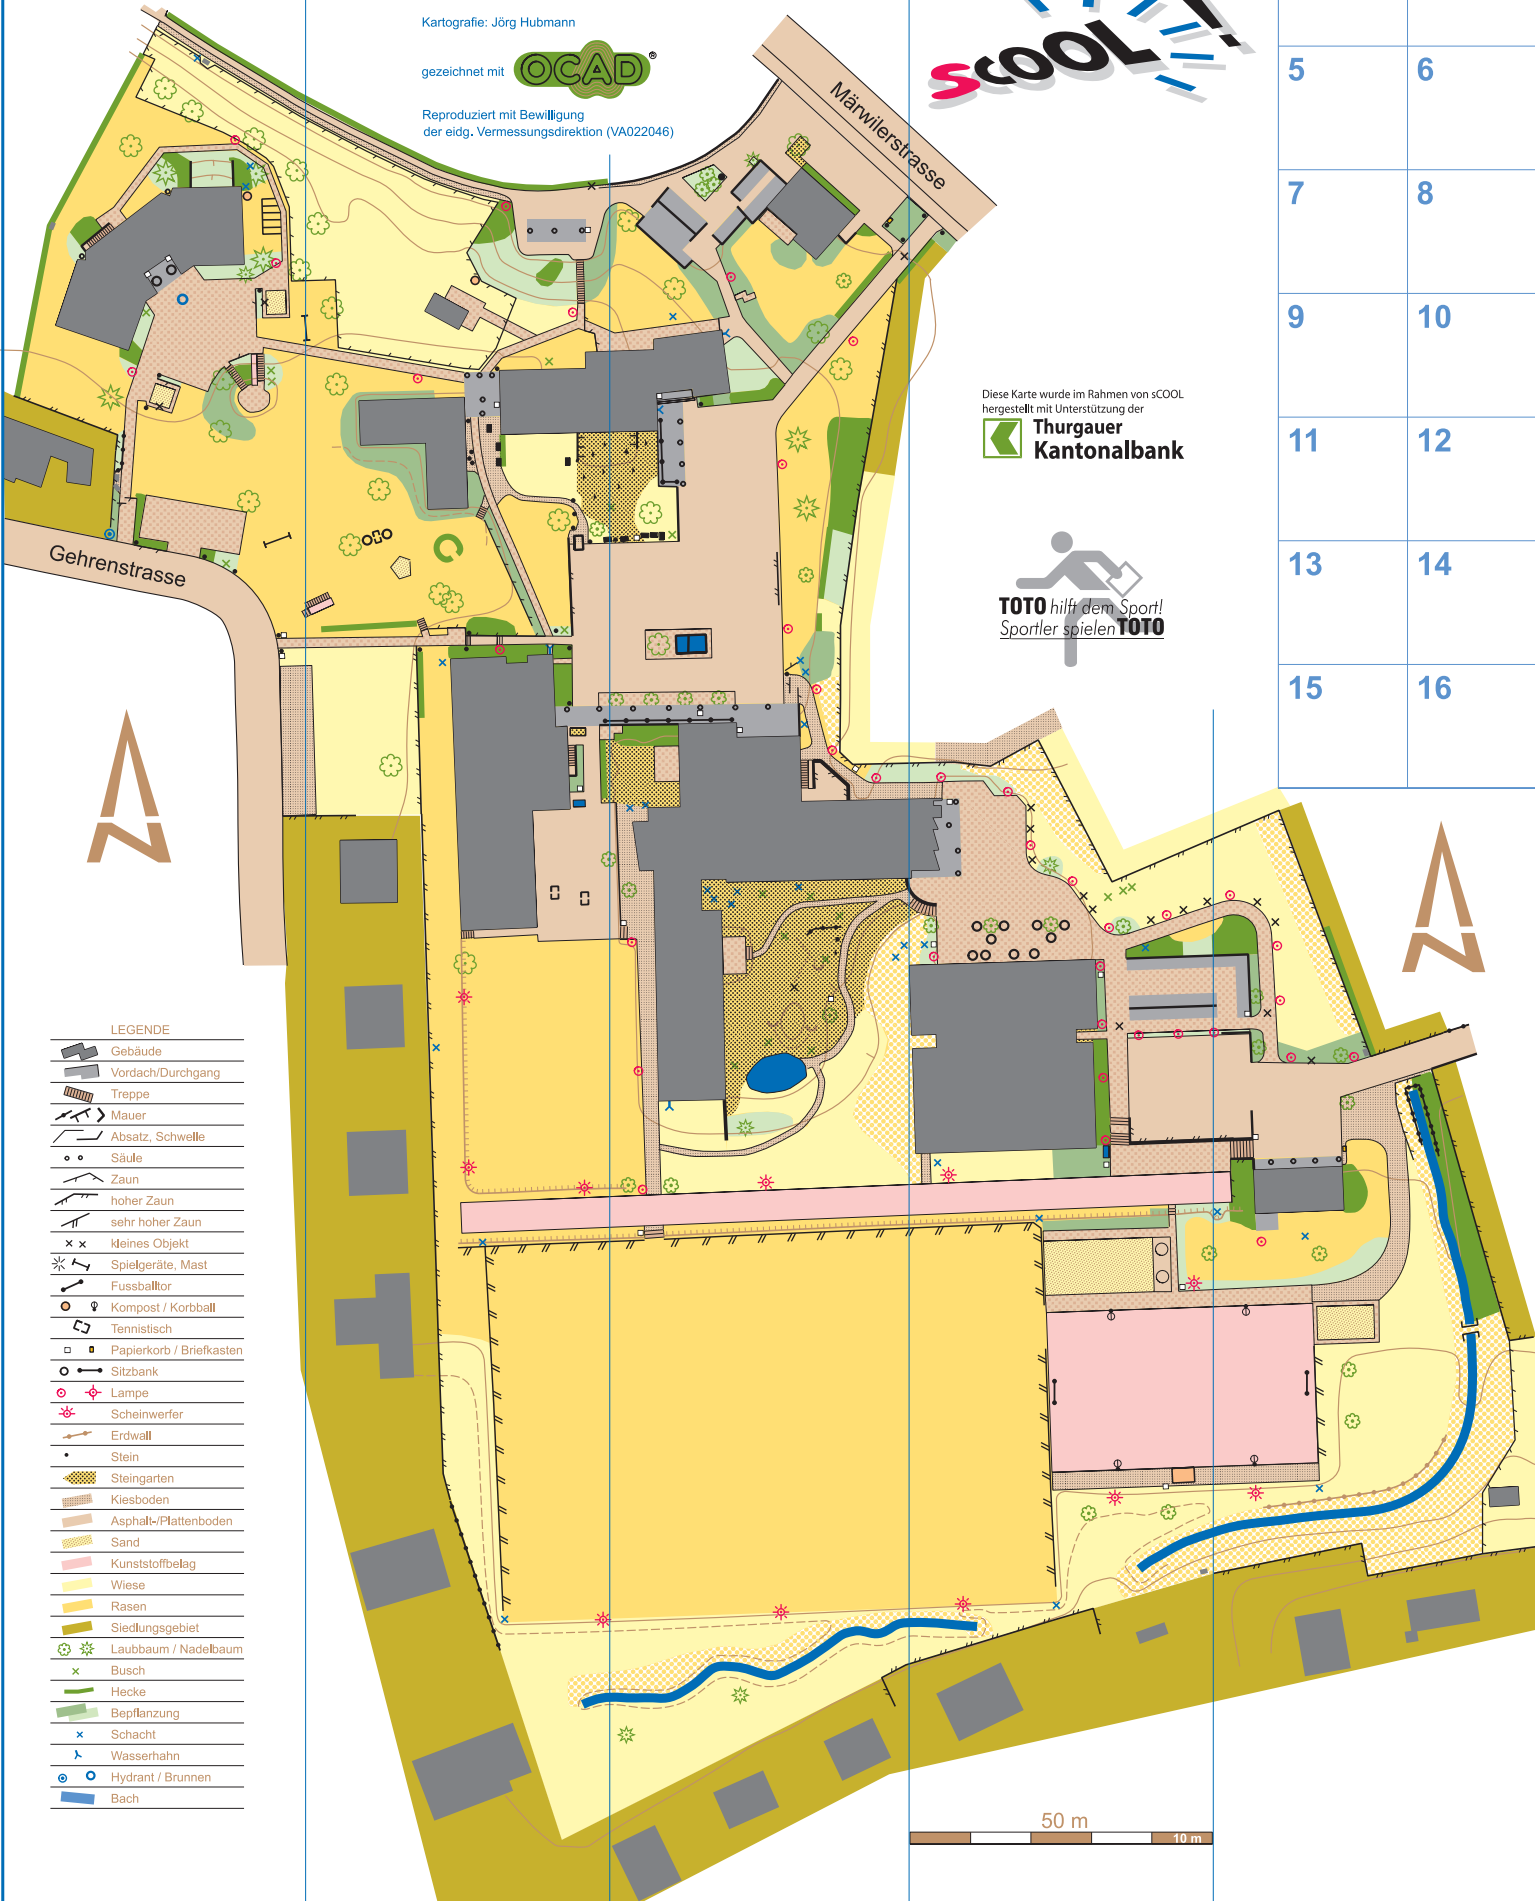 Kartografie: Jörg Hubmann
gezeichnet mit OCAD®
Reproduziert mit Bewilligung
der eidg. Vermessungsdirektion (VA022046)
sCOOL
Märwilerstrasse
5 6
7 8
9 10
11 12
13 14
15 16
Diese Karte wurde im Rahmen von sCOOL
hergestellt mit Unterstützung der
Thurgauer
Kantonalbank
TOTO hilft dem Sport!
Sportler spielen TOTO
Gehrenstrasse
LEGENDE
Gebäude
Vordach/Durchgang
Treppe
Mauer
Absatz, Schwelle
Säule
Zaun
hoher Zaun
sehr hoher Zaun
kleines Objekt
Spielgeräte, Mast
Fussballtor
Kompost / Korbball
Tennistisch
Papierkorb / Briefkasten
Sitzbank
Lampe
Scheinwerfer
Erdwall
Stein
Steingarten
Kiesboden
Asphalt-/Plattenboden
Sand
Kunststoffbelag
Wiese
Rasen
Siedlungsgebiet
Laubbaum / Nadelbaum
Busch
Hecke
Bepflanzung
Schacht
Wasserhahn
Hydrant / Brunnen
Bach
50 m
10 m